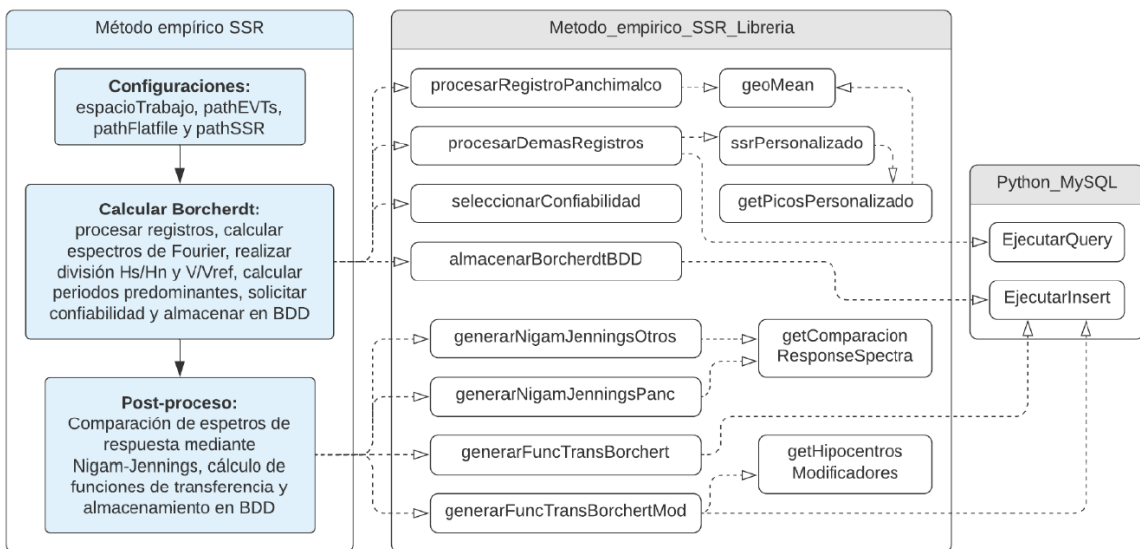 Método empírico SSR
Configuraciones:
espacioTrabajo, pathEVTs,
pathFlatfile y pathSSR
Calcular Borcherdt:
procesar registros, calcular
espectros de Fourier, realizar
división Hs/Hn y V/Vref, calcular
periodos predominantes, solicitar
confiabilidad y almacenar en BDD
Post-proceso:
Comparación de espetros de
respuesta mediante
Nigam-Jennings, cálculo de
funciones de transferencia y
almacenamiento en BDD
Metodo_empirico_SSR_Libreria
procesarRegistroPanchimalco
geoMean
procesarDemasRegistros
ssrPersonalizado
seleccionarConfiabilidad
getPicosPersonalizado
almacenarBorcherdtBDD
generarNigamJenningsOtros
getComparacion
ResponseSpectra
generarNigamJenningsPanc
generarFuncTransBorchert
getHipocentros
Modificadores
generarFuncTransBorchertMod
Python_MySQL
EjecutarQuery
EjecutarInsert